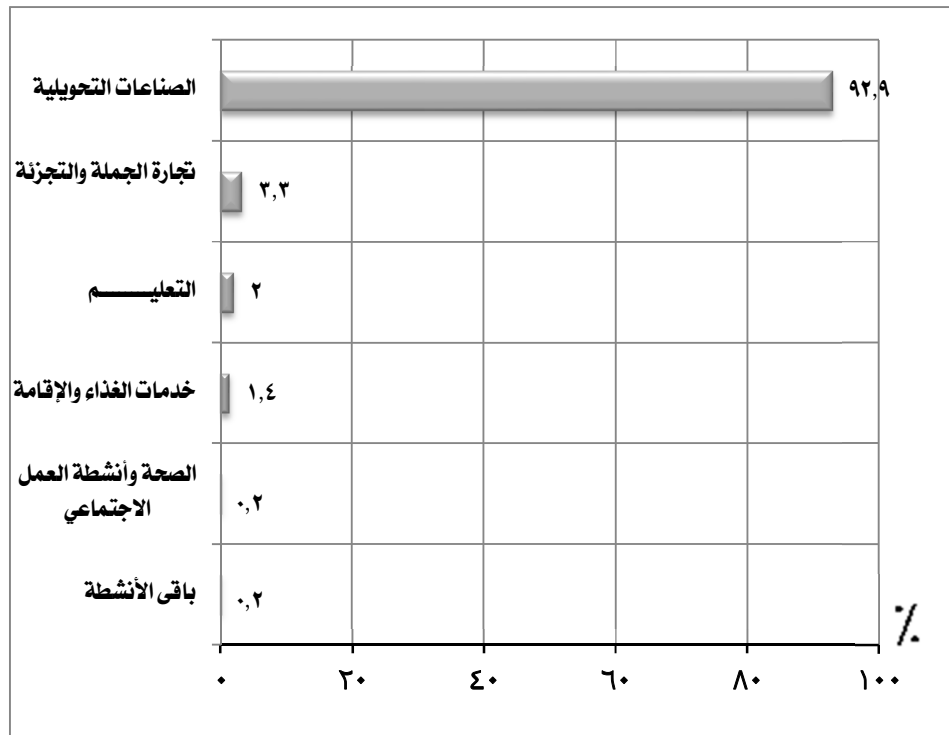 الصناعات التحويلية
٩٢,٩
تجارة الجملة والتجزئة
٣,٣
التعليـــــــم
٢
خدمات الغذاء والإقامة
١,٤
الصحة وأنشطة العمل
الاجتماعي
٠,٢
باقى الأنشطة
٠,٢
٪
٠ ٢٠ ٤٠ ٦٠ ٨٠ ١٠٠